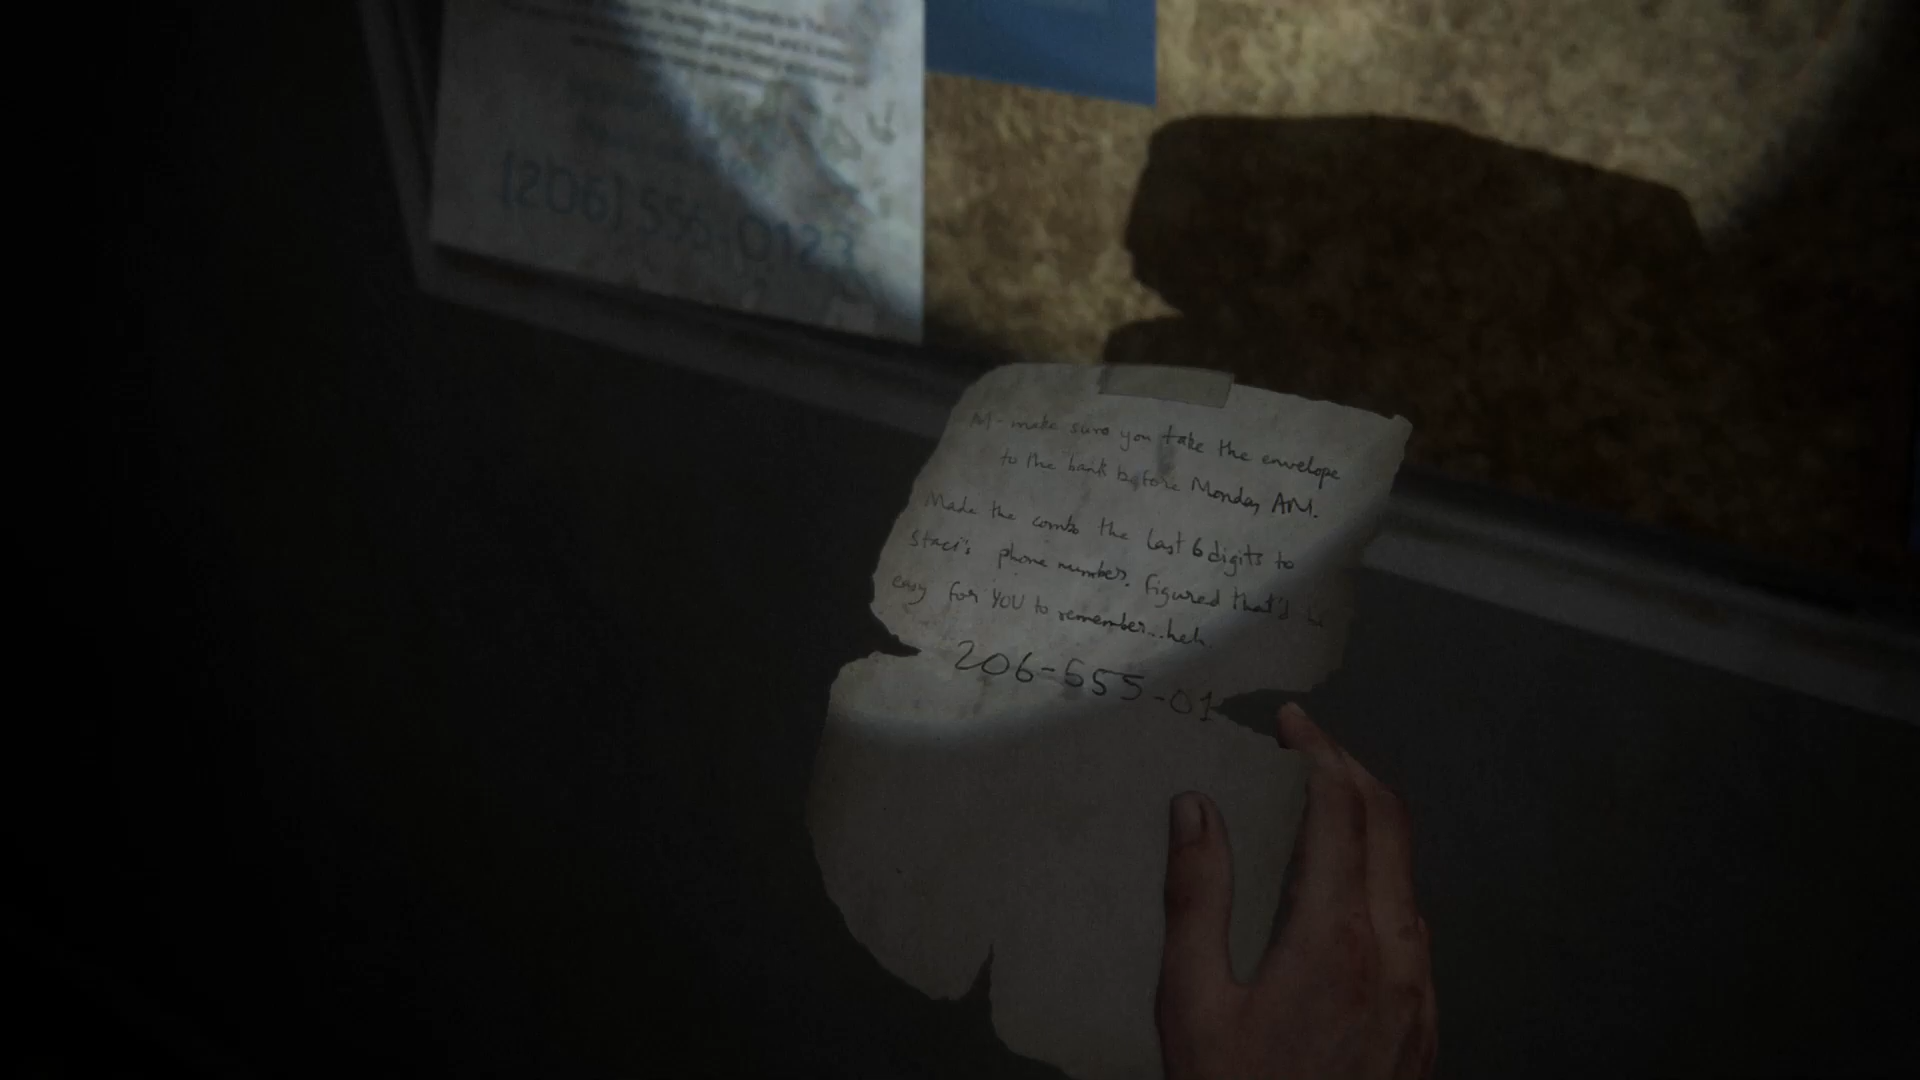 (206) 555-0123
M- make sure you take the envelope
to the bank before Monday AM.
Made the combo the last 6 digits to
Staci's phone number. Figured that'd be
easy for YOU to remember...heh.
206-555-01